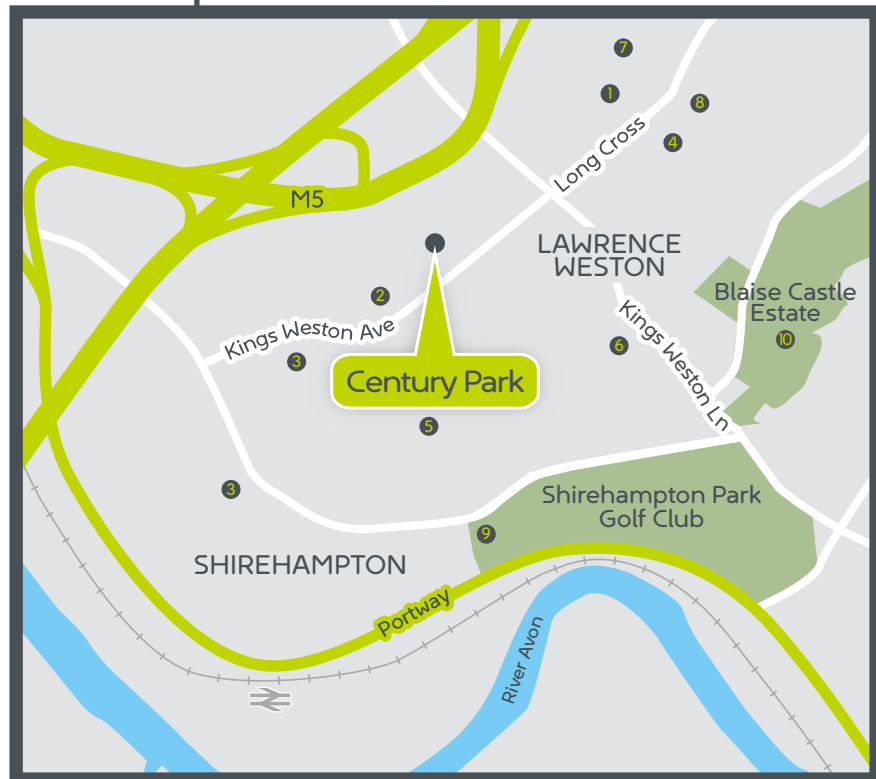 7
1
8
4
Long Cross
M5
LAWRENCE
WESTON
2
Blaise Castle
Estate
10
Kings Weston Ave
3
Kings Weston Ln
6
Century Park
5
3
Shirehampton Park
Golf Club
9
SHIREHAMPTON
Portway
River Avon